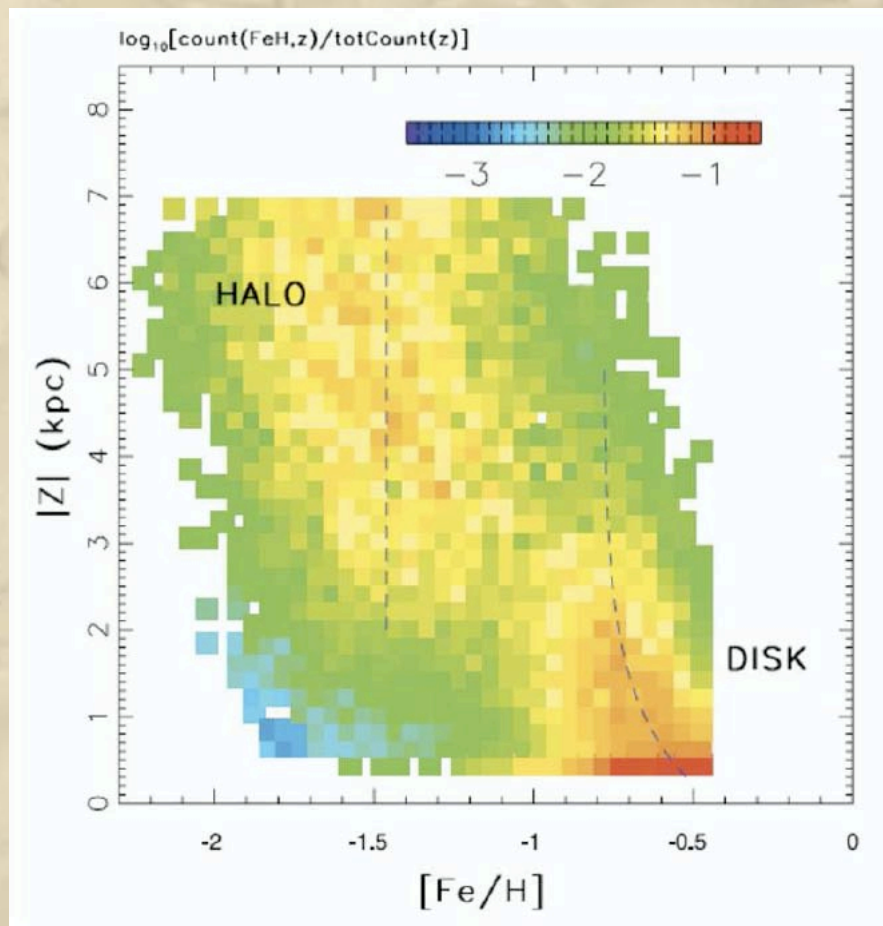 log₁₀[count(FeH,z)/totCount(z)]
8
-3 -2 -1
7
HALO
6
5
|Z| (kpc)
4
3
2
DISK
1
0
-2 -1.5 -1 -0.5 0
[Fe/H]